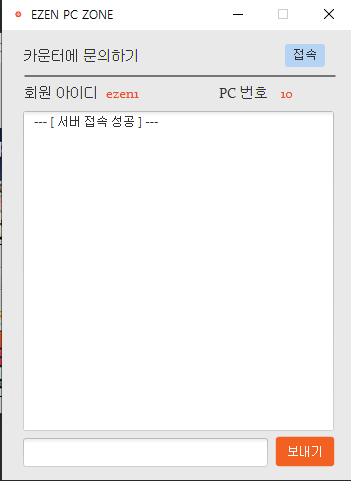 EZEN PC ZONE
카운터에 문의하기 접속
회원 아이디 ezen1 PC 번호 10
--- [ 서버 접속 성공 ] ---
보내기